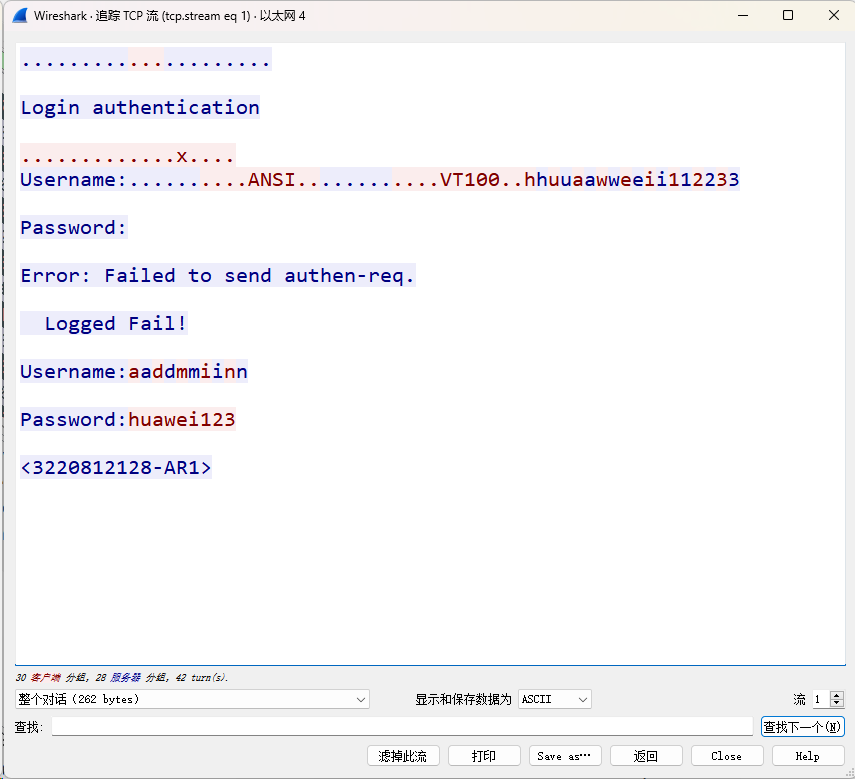 Wireshark · 追踪 TCP 流 (tcp.stream eq 1) · 以太网 4
.....................
Login authentication
.............x....
Username:..........ANSI............VT100..hhuuaawweeii112233
Password:
Error: Failed to send authen-req.
Logged Fail!
Username:aaddmmiinn
Password:huawei123
<3220812128-AR1>
30 客户端 分组, 28 服务器 分组, 42 turn(s).
整个对话 (262 bytes) 显示和保存数据为 ASCII 流 1
查找: 查找下一个(N)
滤掉此流 打印 Save as… 返回 Close Help